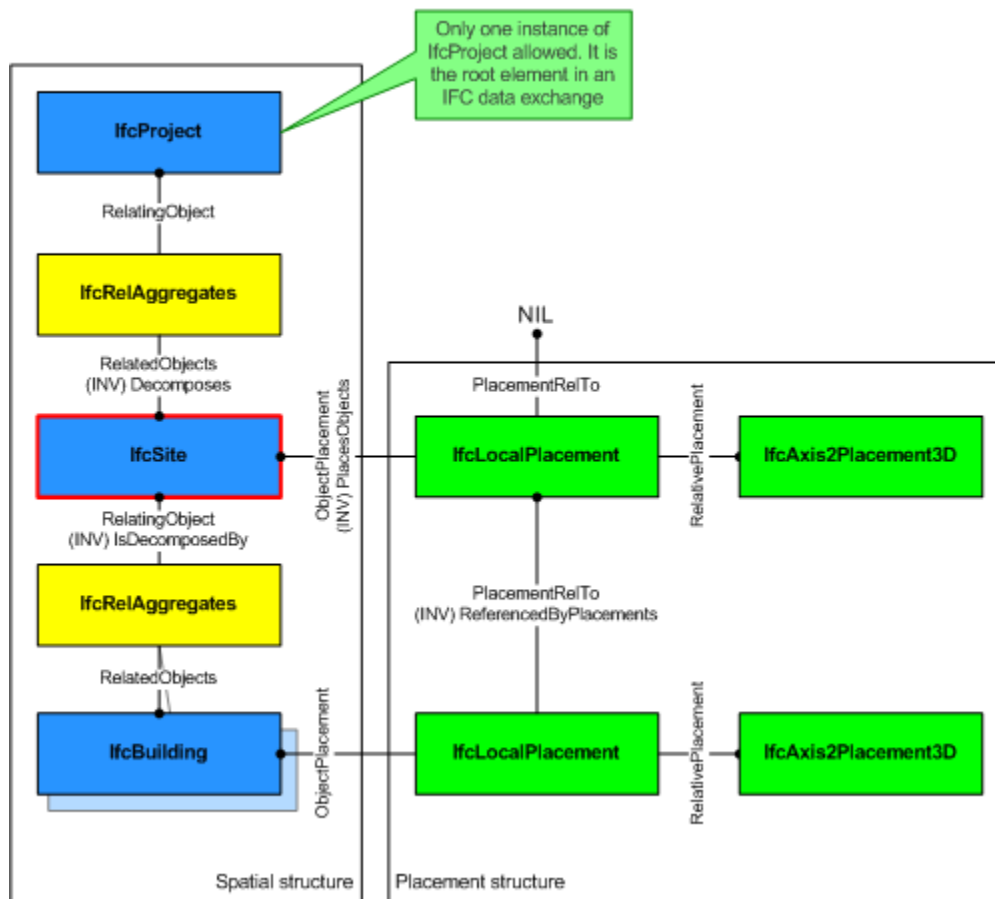 Only one instance of
IfcProject allowed. It is
the root element in an
IFC data exchange
IfcProject
RelatingObject
IfcRelAggregates
NIL
RelatedObjects
(INV) Decomposes
PlacementRelTo
IfcSite
ObjectPlacement
(INV) PlacesObjects
IfcLocalPlacement
RelativePlacement
IfcAxis2Placement3D
RelatingObject
(INV) IsDecomposedBy
IfcRelAggregates
PlacementRelTo
(INV) ReferencedByPlacements
RelatedObjects
IfcBuilding
ObjectPlacement
IfcLocalPlacement
RelativePlacement
IfcAxis2Placement3D
Spatial structure
Placement structure